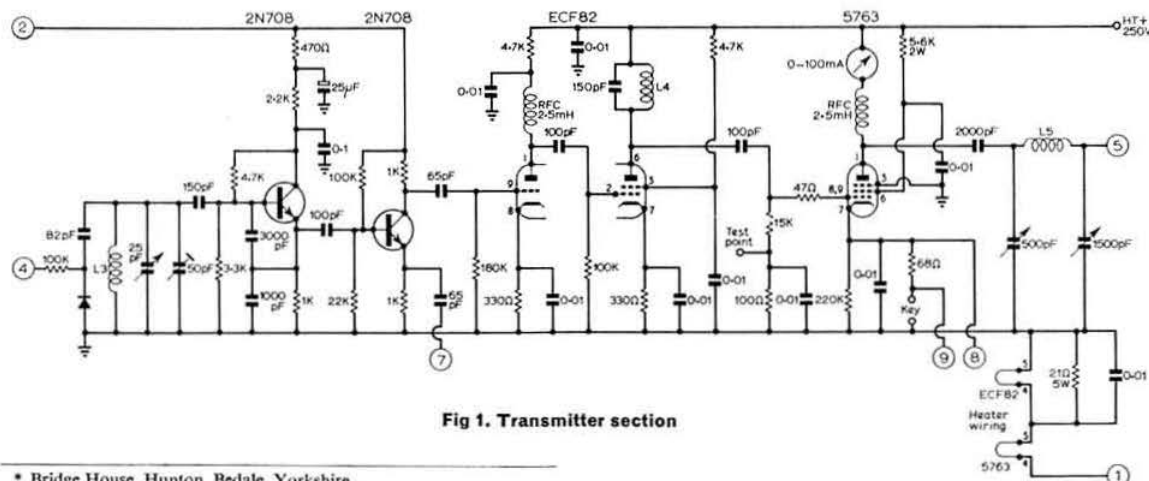 2N708 2N708 ECF82 5763
2
HT+
250V
470Ω
4·7K
0·01
4·7K
0-100mA
5·6K
2W
25µF
0·01
150pF
L4
2·2K
RFC
2·5mH
RFC
2·5mH
100pF
100pF
2000pF
L5
5
0·1
1K
1
6
1
3
0·01
4·7K
100K
65pF
9
2
3
47Ω
8,9
6
150pF
8
7
7
100pF
15K
82pF
Test
point
500pF
1500pF
25
pF
3000
pF
68Ω
100K
4
L3
50pF
3·3K
180K
100K
0·01
0·01
1000
pF
1K
22K
1K
65
pF
330Ω
0·01
330Ω
0·01
100Ω
0·01
220K
Key
7
9
8
5
ECF82
4
21Ω
5W
0·01
Fig 1. Transmitter section
Heater
wiring
5
5763
4
1
* Bridge House, Hunton, Bedale, Yorkshire